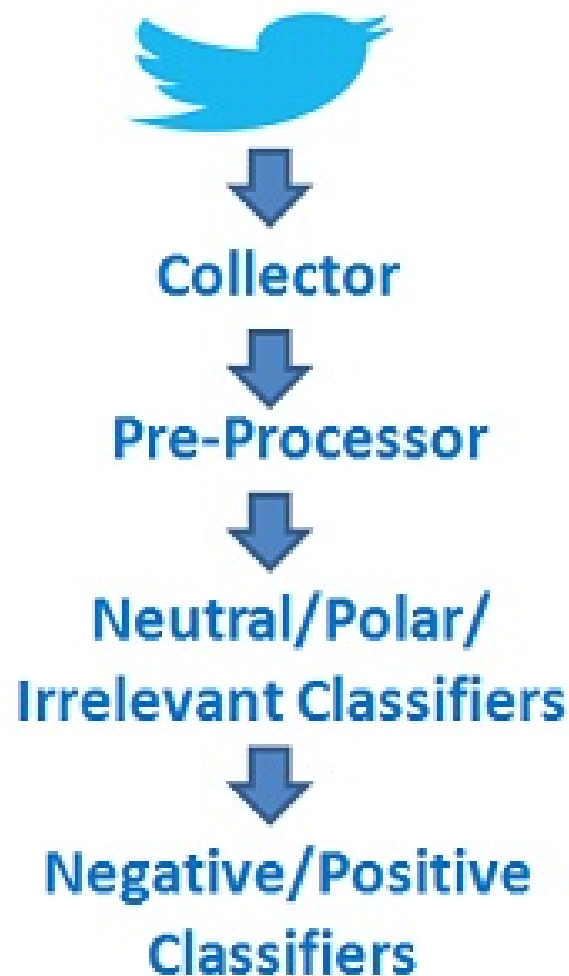 Collector
Pre-Processor
Neutral/Polar/
Irrelevant Classifiers
Negative/Positive
Classifiers